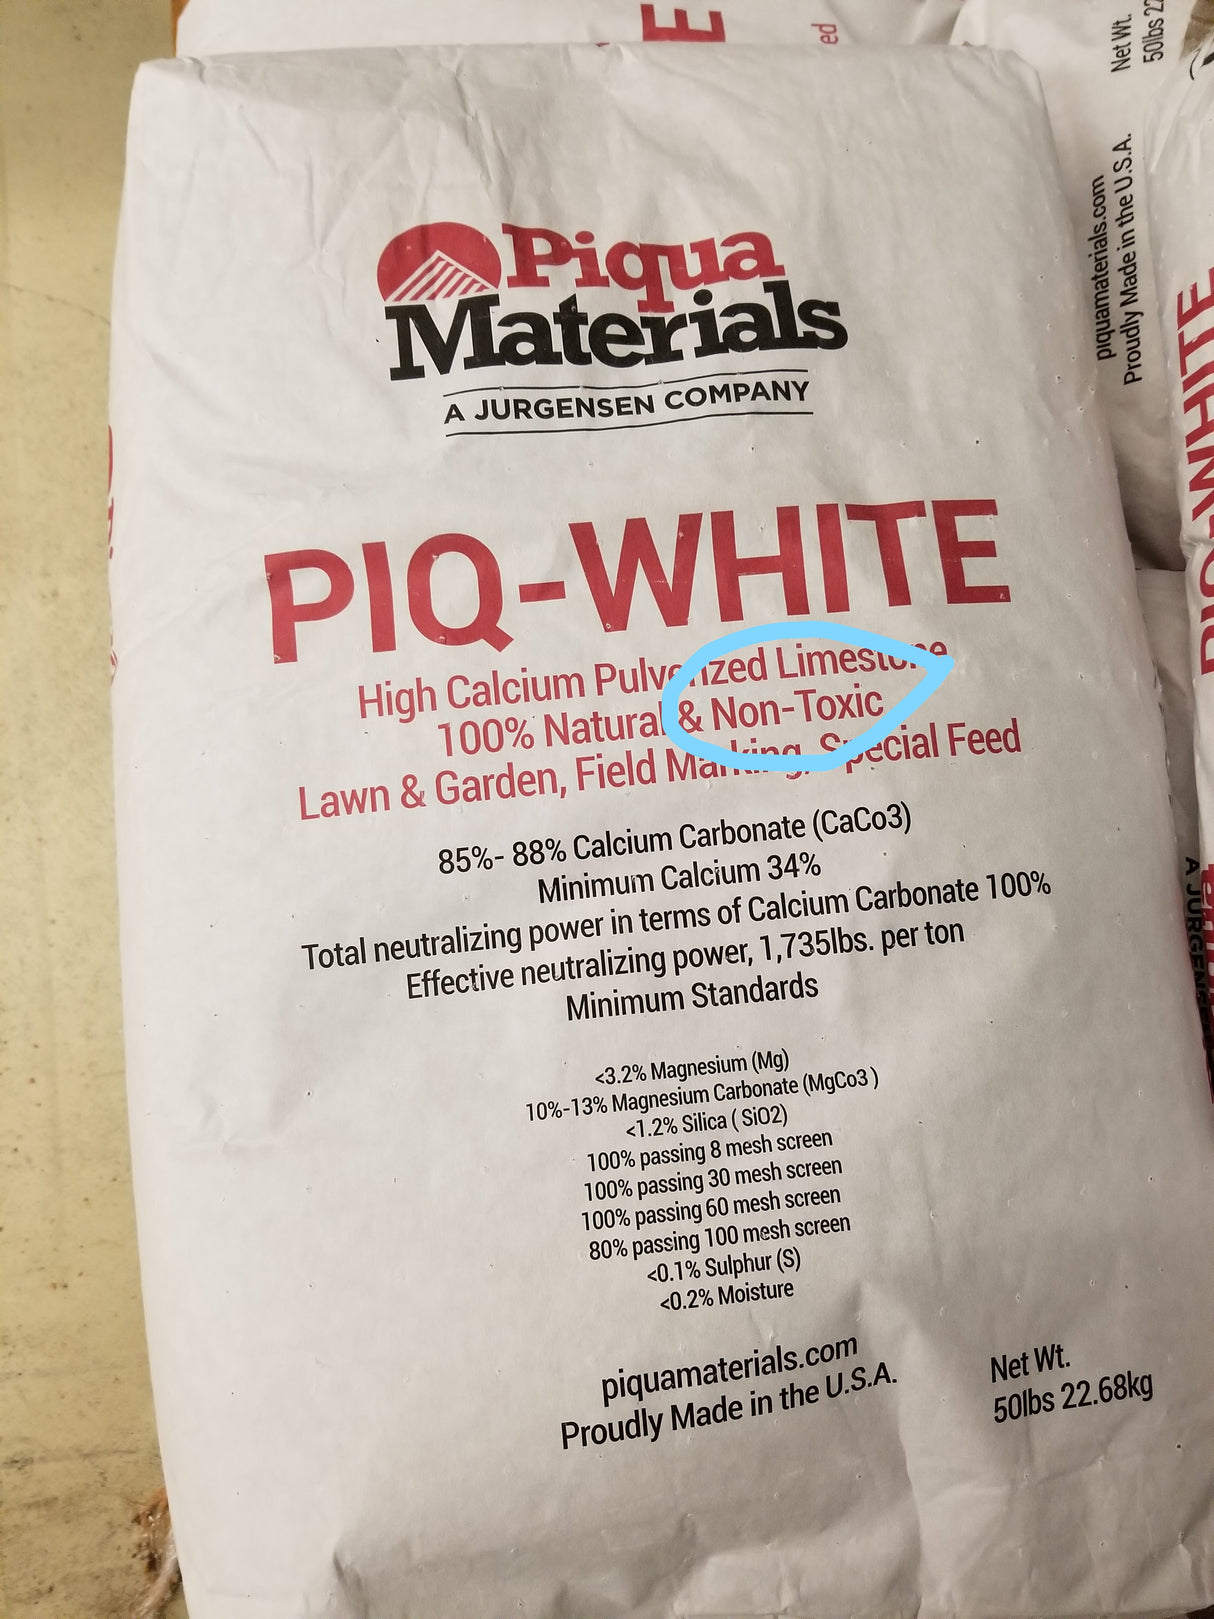 E
ed
Net Wt.
50lbs 22
piquamaterials.com
Proudly Made in the U.S.A.
PIQ-WHITE
A JURGENS
Piqua
Materials
A JURGENSEN COMPANY
PIQ-WHITE
High Calcium Pulverized Limestone
100% Natural & Non-Toxic
Lawn & Garden, Field Marking, Special Feed
85%- 88% Calcium Carbonate (CaCo3)
Minimum Calcium 34%
Total neutralizing power in terms of Calcium Carbonate 100%
Effective neutralizing power, 1,735lbs. per ton
Minimum Standards
<3.2% Magnesium (Mg)
10%-13% Magnesium Carbonate (MgCo3 )
<1.2% Silica ( SiO2)
100% passing 8 mesh screen
100% passing 30 mesh screen
100% passing 60 mesh screen
80% passing 100 mesh screen
<0.1% Sulphur (S)
<0.2% Moisture
piquamaterials.com
Proudly Made in the U.S.A.
Net Wt.
50lbs 22.68kg